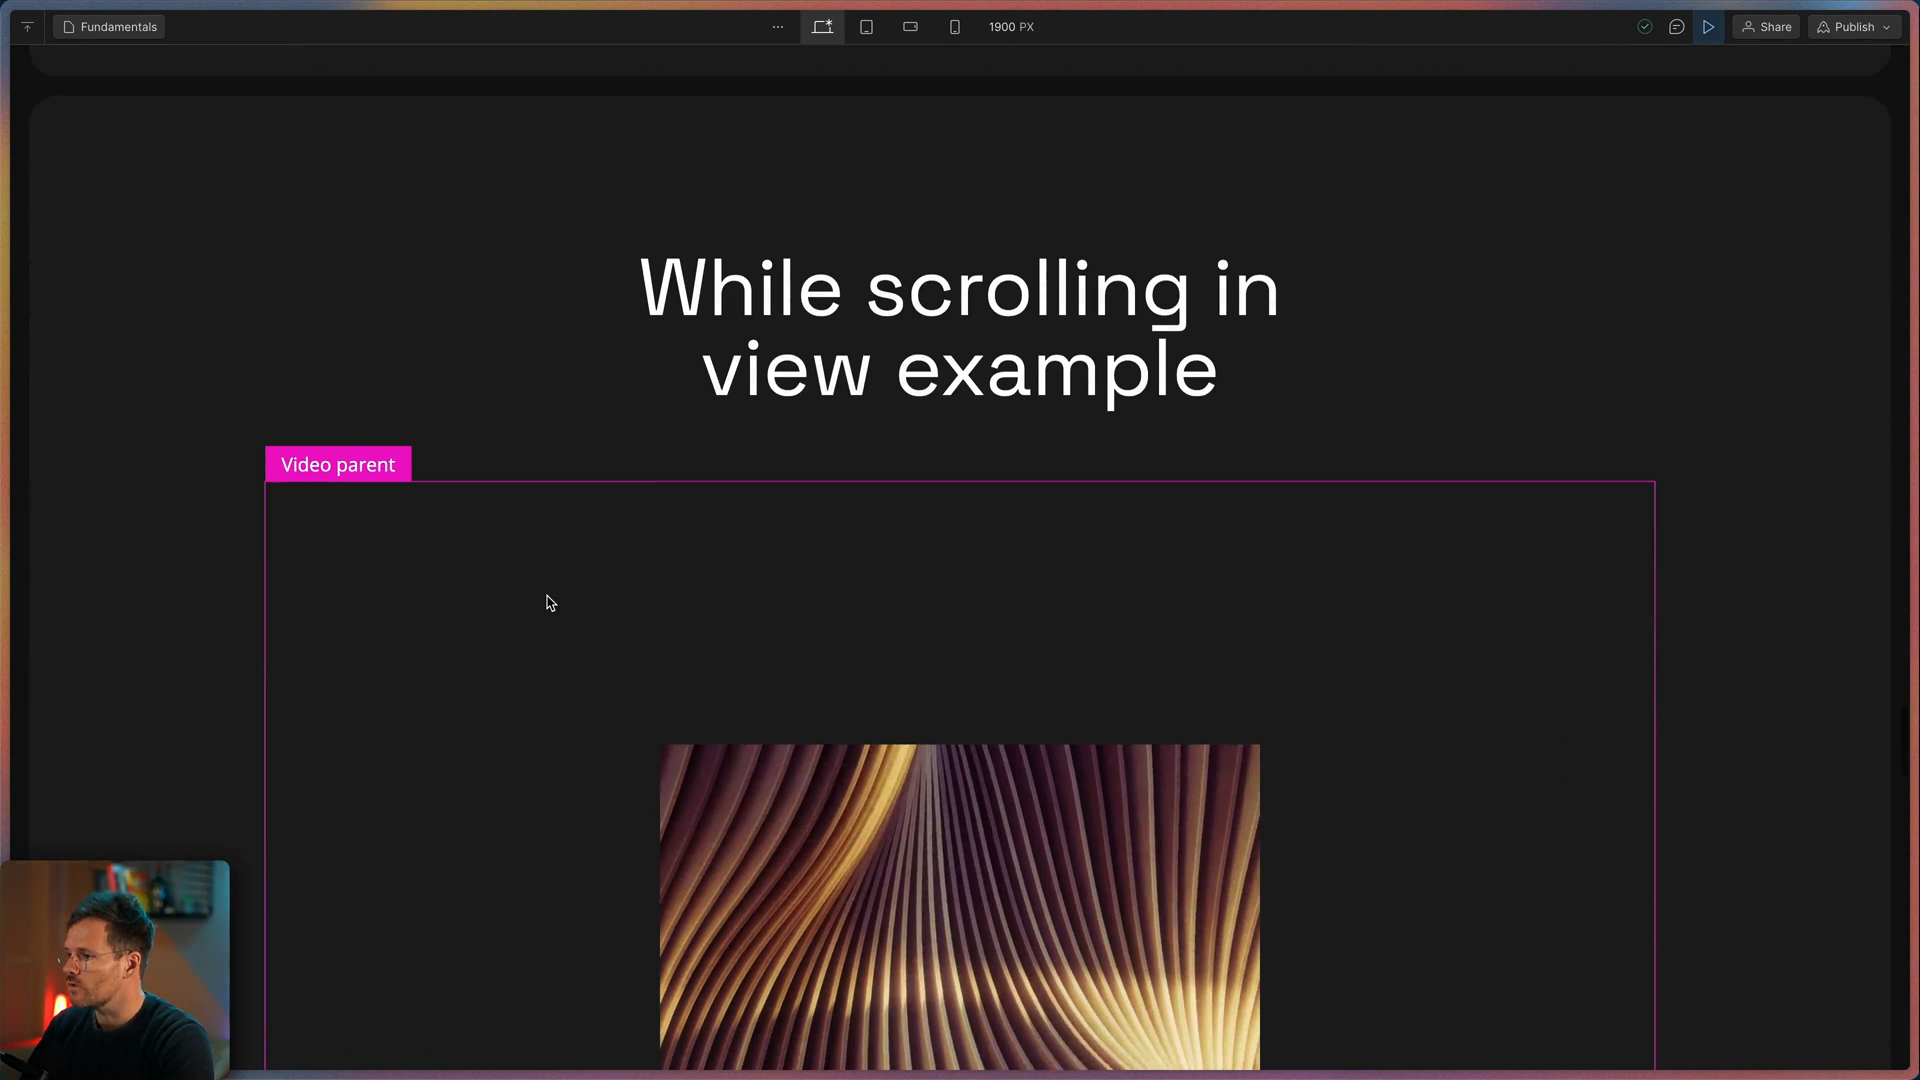 Fundamentals
1900 PX
Share
Publish
While scrolling in
view example
Video parent